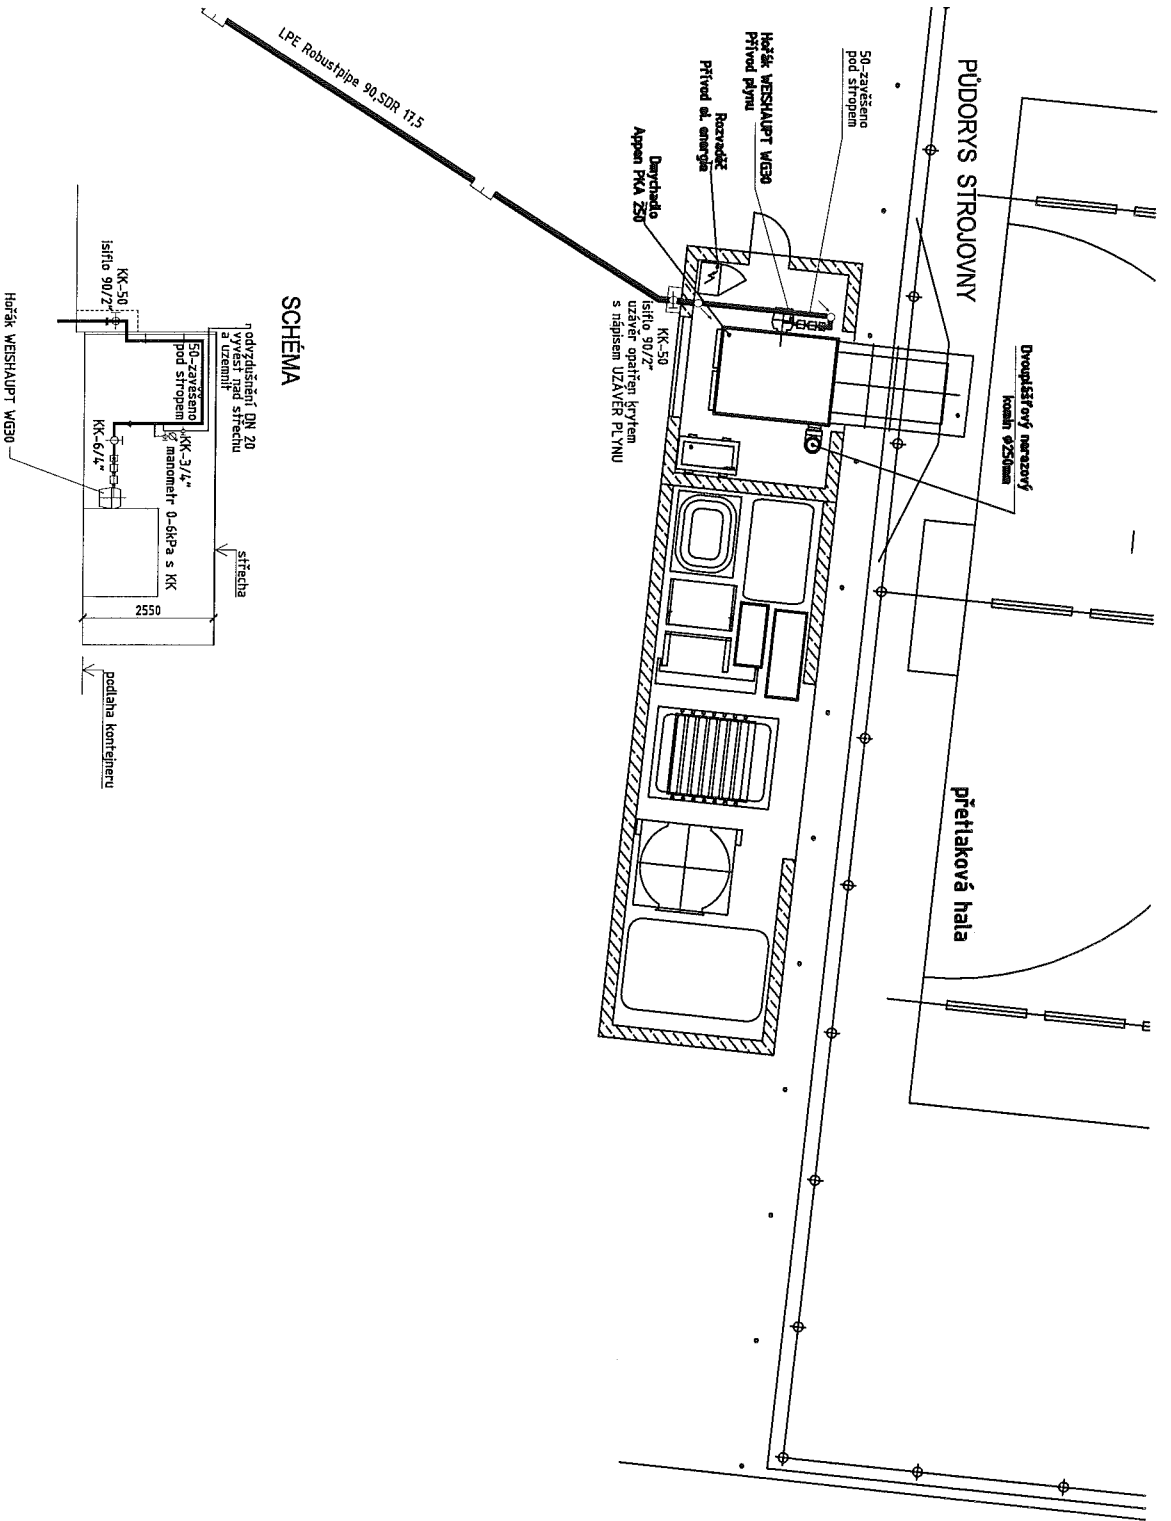 PŮDORYS STROJOVNY
50-zavěšeno
pod stropem
Hořák WEISHAUPT WG30
Přívod plynu
Rozvaděč
Přívod el. energie
Dmychadlo
Appen PKA 250
LPE Robustpipe 90,SDR 17,5
Dvouplášťový nerezový
komín ø250mm
KK-50
isiflo 90/2"
uzávěr opatřen krytem
s nápisem UZÁVĚR PLYNU
přetlaková hala
SCHÉMA
odvzdušnění DN 20
vyvést nad střechu
a uzemnit
KK-50
isiflo 90/2"
50-zavěšeno
pod stropem
KK-3/4"
manometr 0-6kPa s KK
KK-6/4"
Hořák WEISHAUPT WG30
střecha
2550
podlaha kontejneru